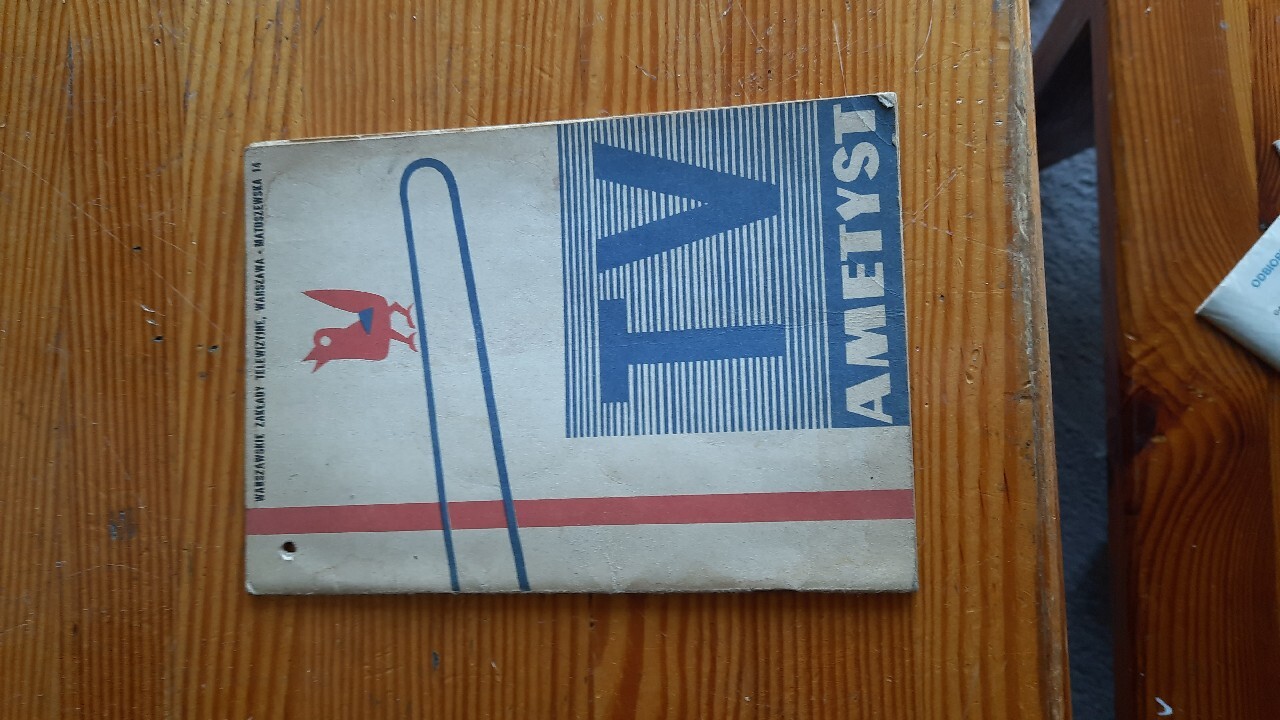 WARSZAWSKIE ZAKŁADY TELEWIZYJNE, WARSZAWA • MATUSZEWSKA 14
TV
AMETYST